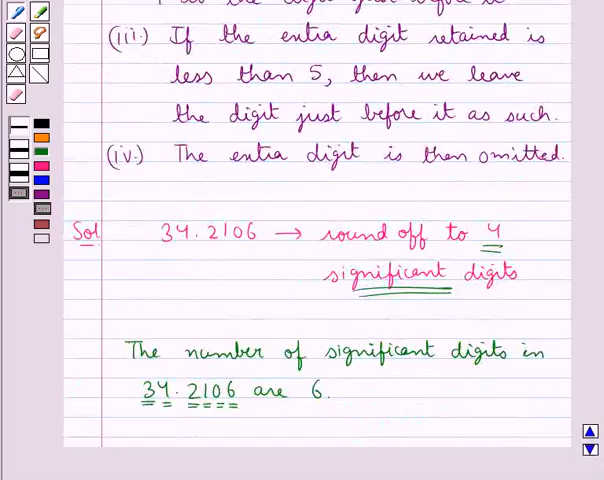 (iii.) If the extra digit retained is
less than 5, then we leave
the digit just before it as such.
(iv.) The extra digit is then omitted.
Sol. 34.2106 → round off to 4
significant digits
The number of significant digits in
34.2106 are 6.